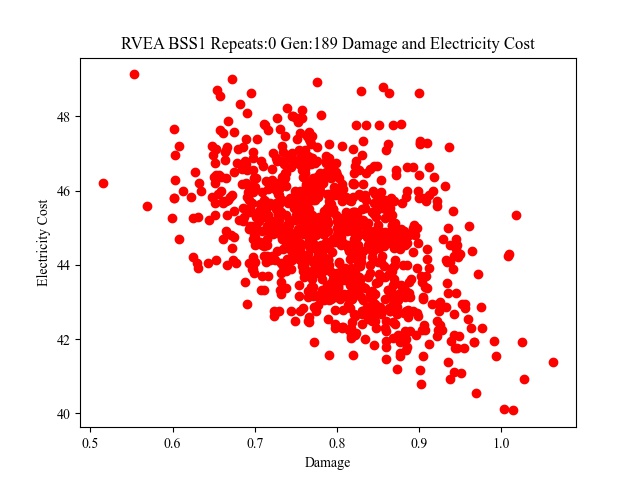 RVEA BSS1 Repeats:0 Gen:189 Damage and Electricity Cost
48
46
44
42
40
Electricity Cost
0.5 0.6 0.7 0.8 0.9 1.0
Damage